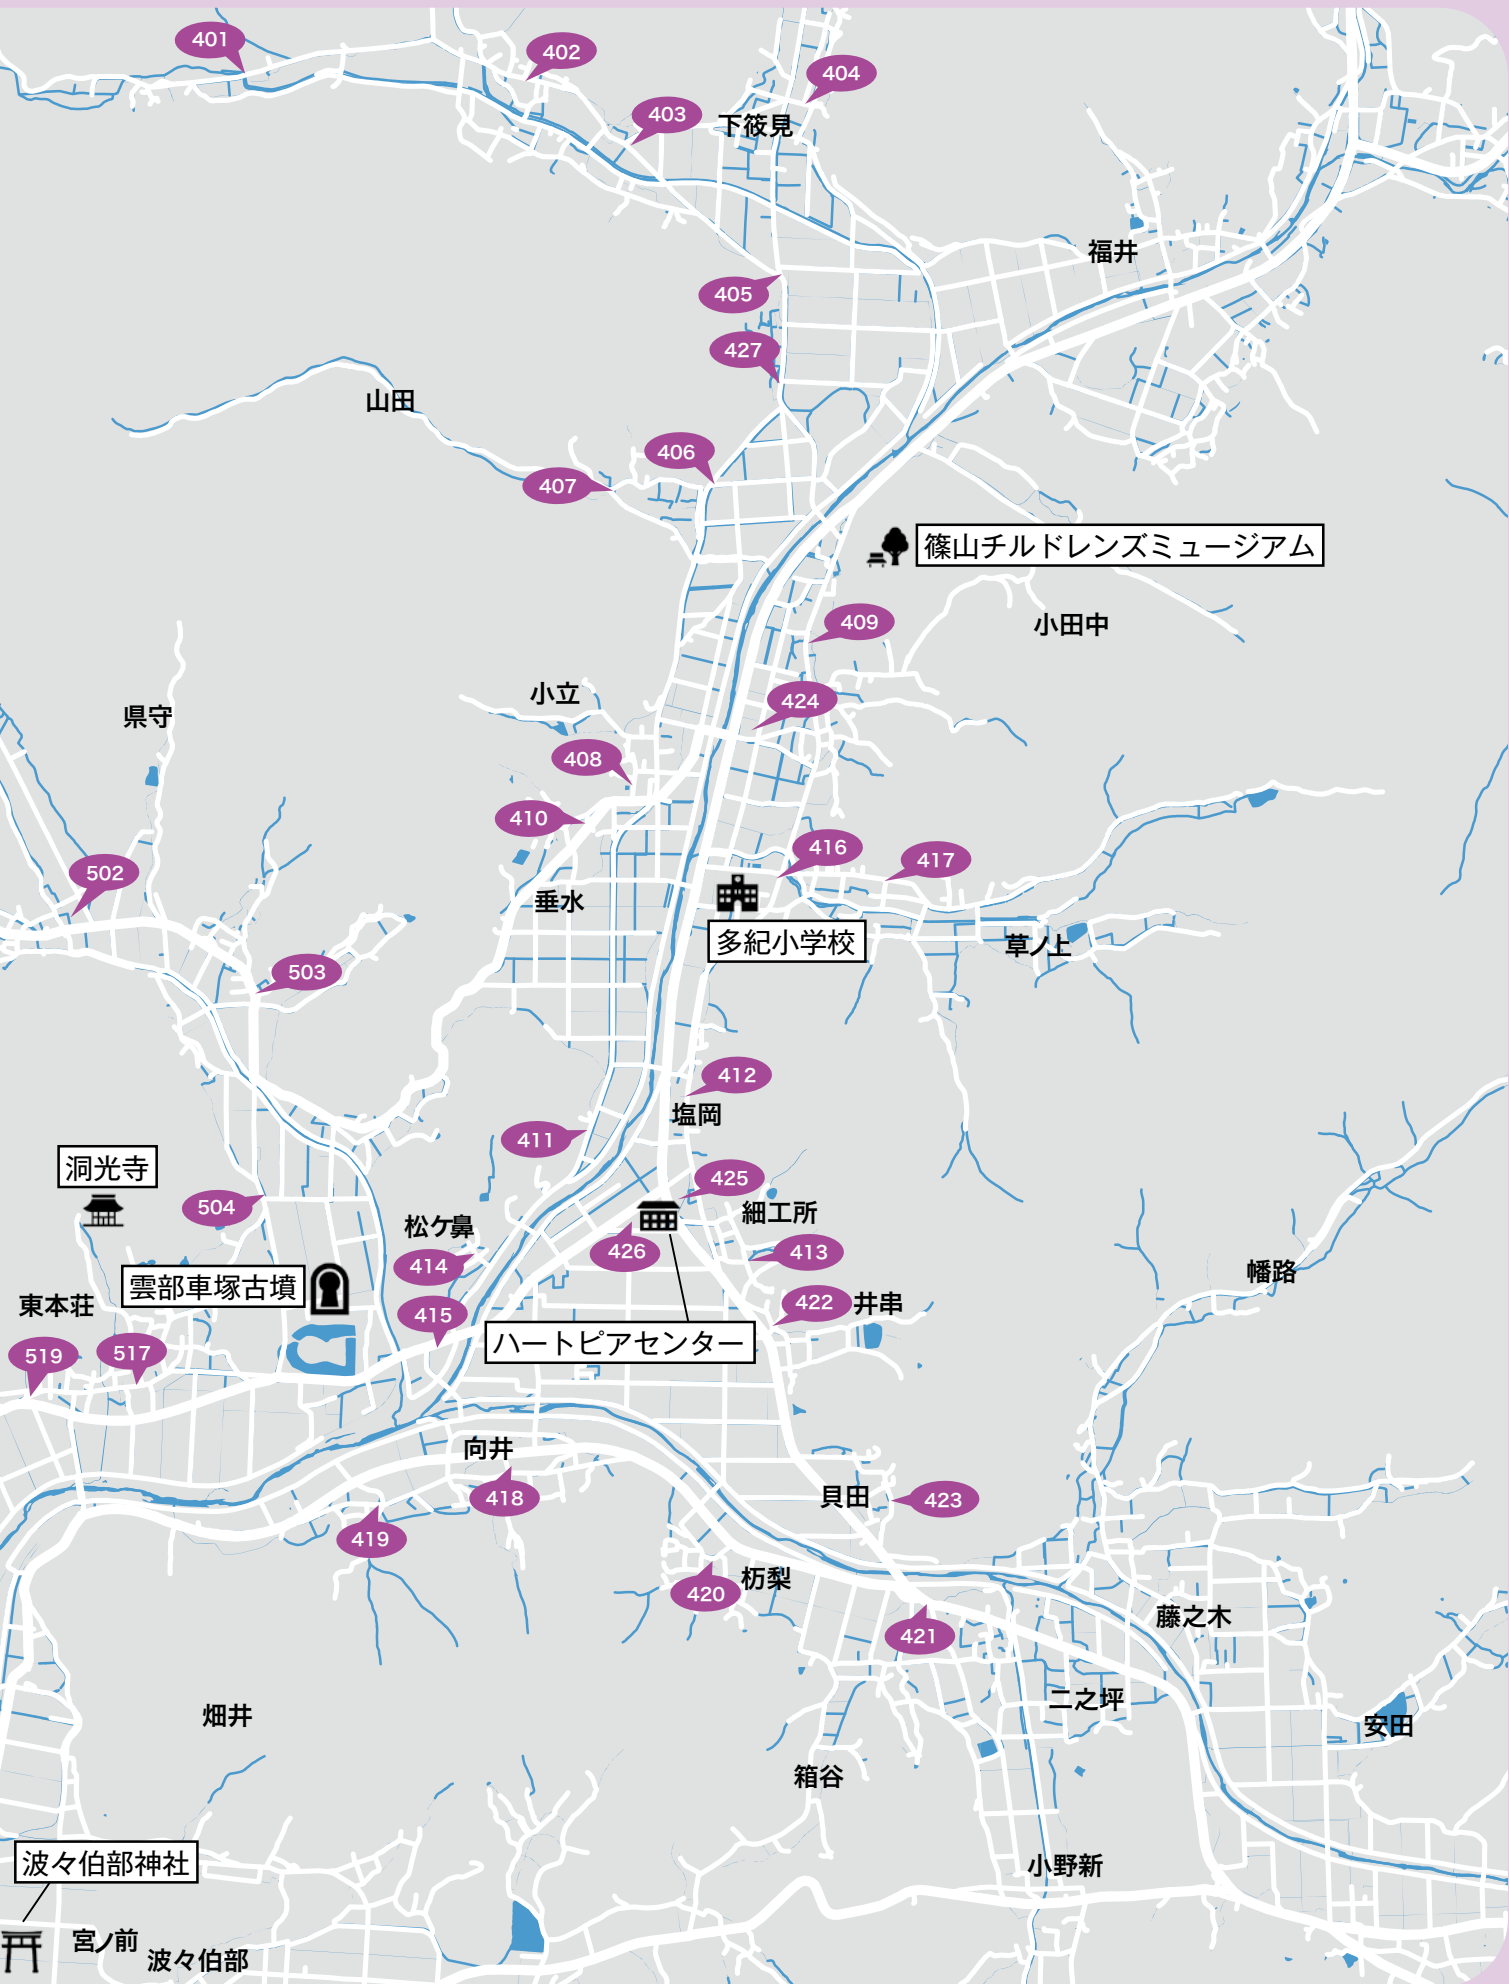 401
402
404
403
下筱見
福井
405
427
山田
406
407
篠山チルドレンズミュージアム
409
小田中
小立
県守
424
408
410
416
417
502
垂水
多紀小学校
草ノ上
503
412
塩岡
411
洞光寺
425
504
細工所
松ケ鼻
426
413
414
幡路
雲部車塚古墳
東本荘
422
井串
415
ハートピアセンター
519
517
向井
貝田
418
423
419
杤梨
420
藤之木
421
二之坪
畑井
安田
箱谷
波々伯部神社
小野新
宮ノ前
波々伯部